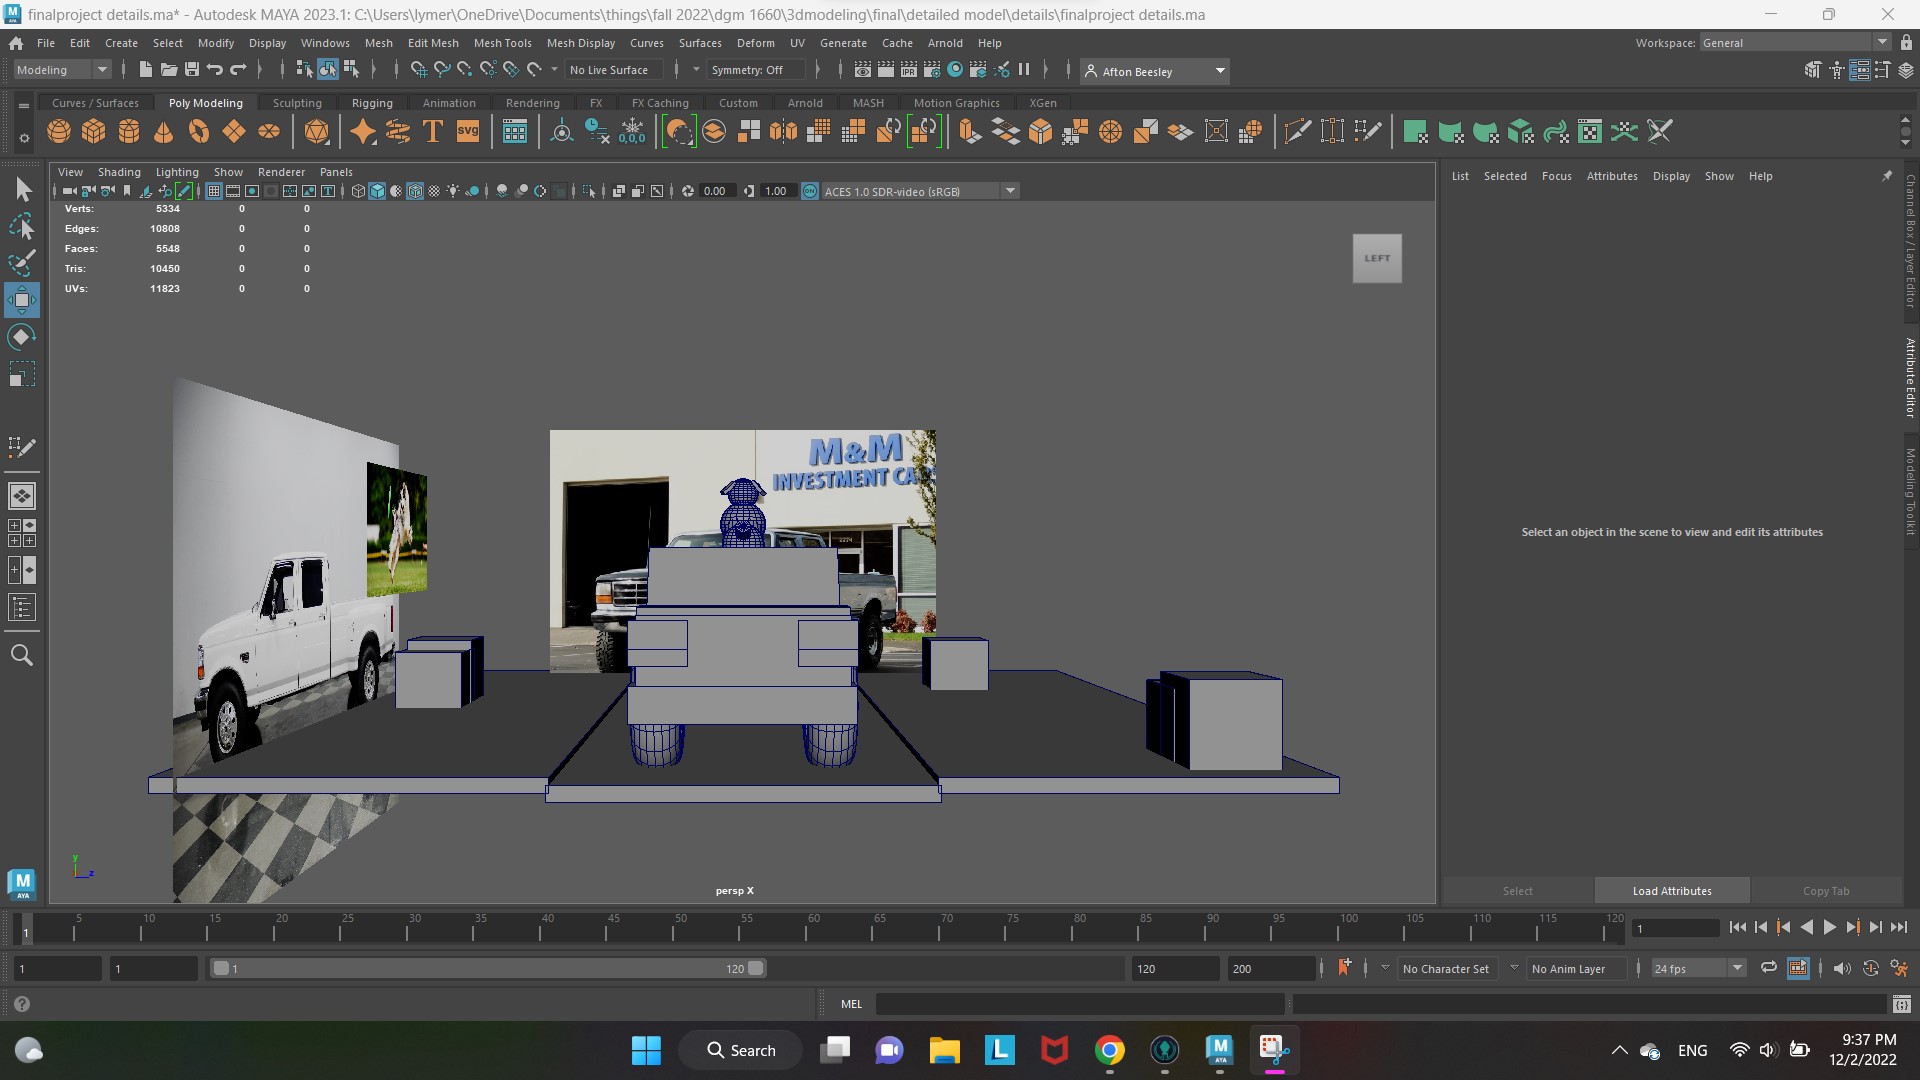 finalproject details.ma* - Autodesk MAYA 2023.1: C:\Users\lymer\OneDrive\Documents\things\fall 2022\dgm 1660\3dmodeling\final\detailed model\details\finalproject details.ma
File Edit Create Select Modify Display Windows Mesh Edit Mesh Mesh Tools Mesh Display Curves Surfaces Deform UV Generate Cache Arnold Help Workspace: General
Modeling No Live Surface Symmetry: Off IPR Afton Beesley
Curves / Surfaces Poly Modeling Sculpting Rigging Animation Rendering FX FX Caching Custom Arnold MASH Motion Graphics XGen
T SVG 0,0,0
View Shading Lighting Show Renderer Panels
0.00 1.00 ON ACES 1.0 SDR-video (sRGB)
List Selected Focus Attributes Display Show Help
Verts: 5334 0 0
Edges: 10808 0 0
Faces: 5548 0 0
Tris: 10450 0 0
UVs: 11823 0 0
LEFT
M&M
INVESTMENT CA
Channel Box / Layer Editor
Attribute Editor
Modeling Toolkit
Select an object in the scene to view and edit its attributes
y
z
persp X
M
AYA
Select Load Attributes Copy Tab
1 5 10 15 20 25 30 35 40 45 50 55 60 65 70 75 80 85 90 95 100 105 110 115 120 1
1 1 1 120 120 200 No Character Set No Anim Layer 24 fps
MEL
Search
ENG
9:37 PM
12/2/2022